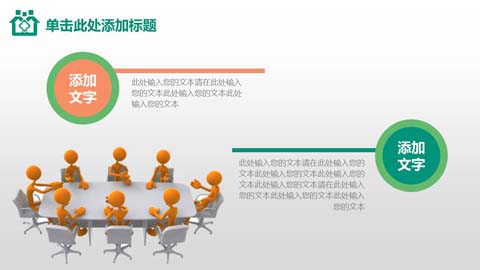 单击此处添加标题
添加
文字
此处输入您的文本请在此处输入
您的文本此处输入您的文本此处
输入您的文本
添加
文字
此处输入您的文本请在此处输入您的
文本此处输入您的文本此处输入您的
文本此处输入您的文本请在此处输入
您的文本此处输入您的文本此处输入
您的文本